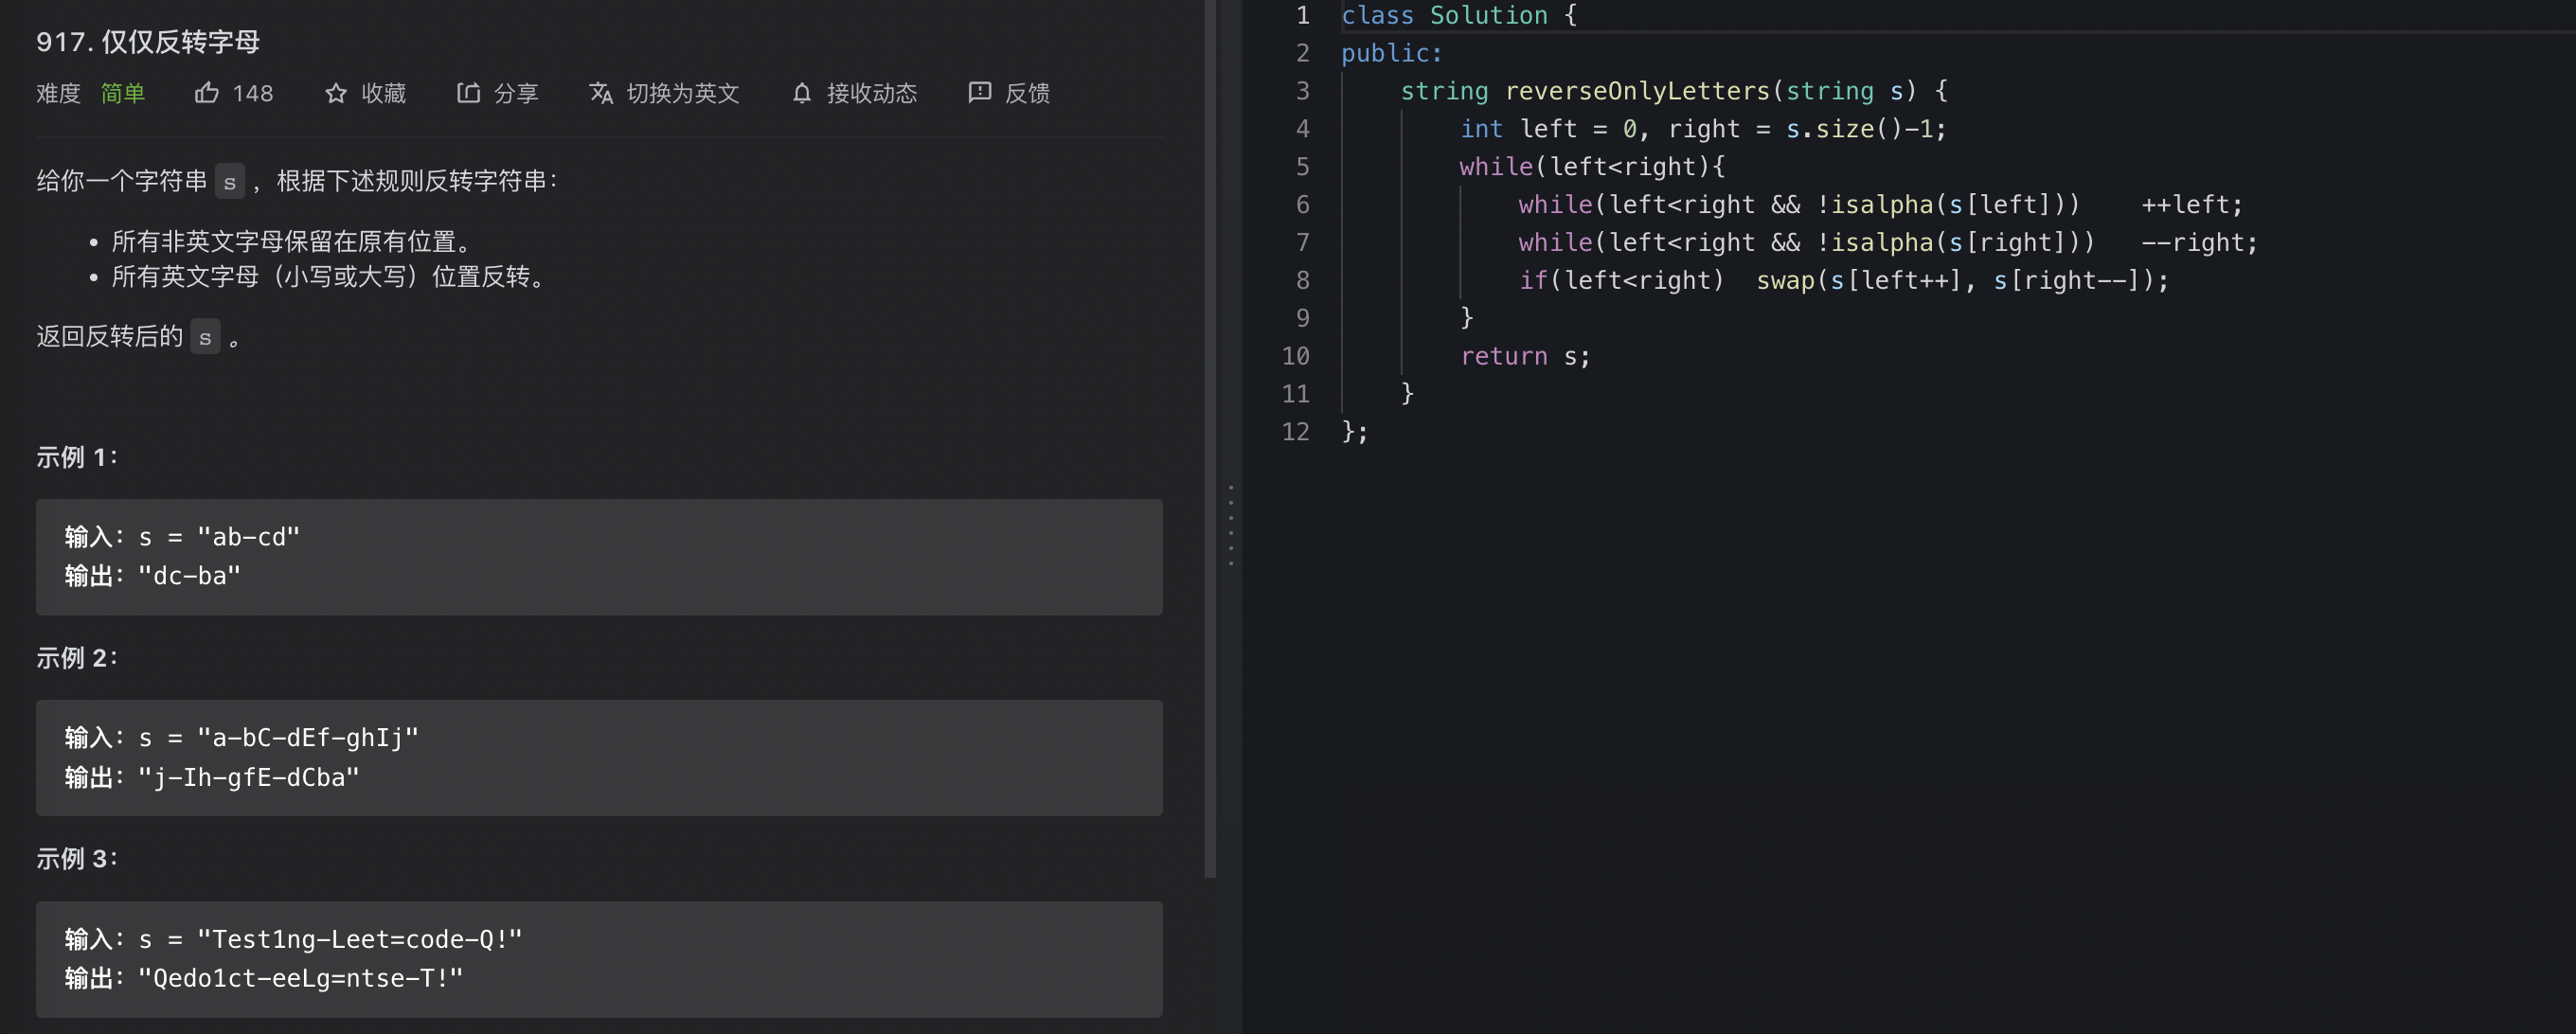 917. 仅仅反转字母
难度 简单 148 收藏 分享 切换为英文 接收动态 反馈
给你一个字符串 s ，根据下述规则反转字符串：
• 所有非英文字母保留在原有位置。
• 所有英文字母（小写或大写）位置反转。
返回反转后的 s 。
示例 1：
输入：s = "ab-cd"
输出："dc-ba"
示例 2：
输入：s = "a-bC-dEf-ghIj"
输出："j-Ih-gfE-dCba"
示例 3：
输入：s = "Test1ng-Leet=code-Q!"
输出："Qedo1ct-eeLg=ntse-T!"
1 class Solution {
2 public:
3     string reverseOnlyLetters(string s) {
4         int left = 0, right = s.size()-1;
5         while(left<right){
6             while(left<right && !isalpha(s[left]))    ++left;
7             while(left<right && !isalpha(s[right]))   --right;
8             if(left<right)  swap(s[left++], s[right--]);
9         }
10         return s;
11     }
12 };